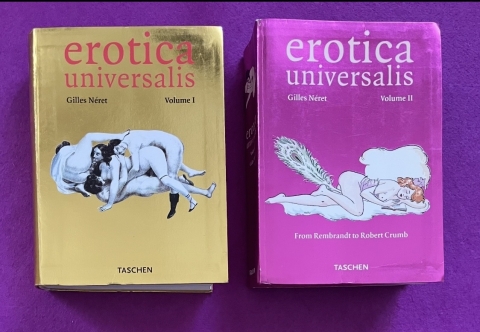 erotica
universalis
Gilles Néret Volume I
TASCHEN
erotica
universalis
Gilles Néret Volume II
From Rembrandt to Robert Crumb
TASCHEN